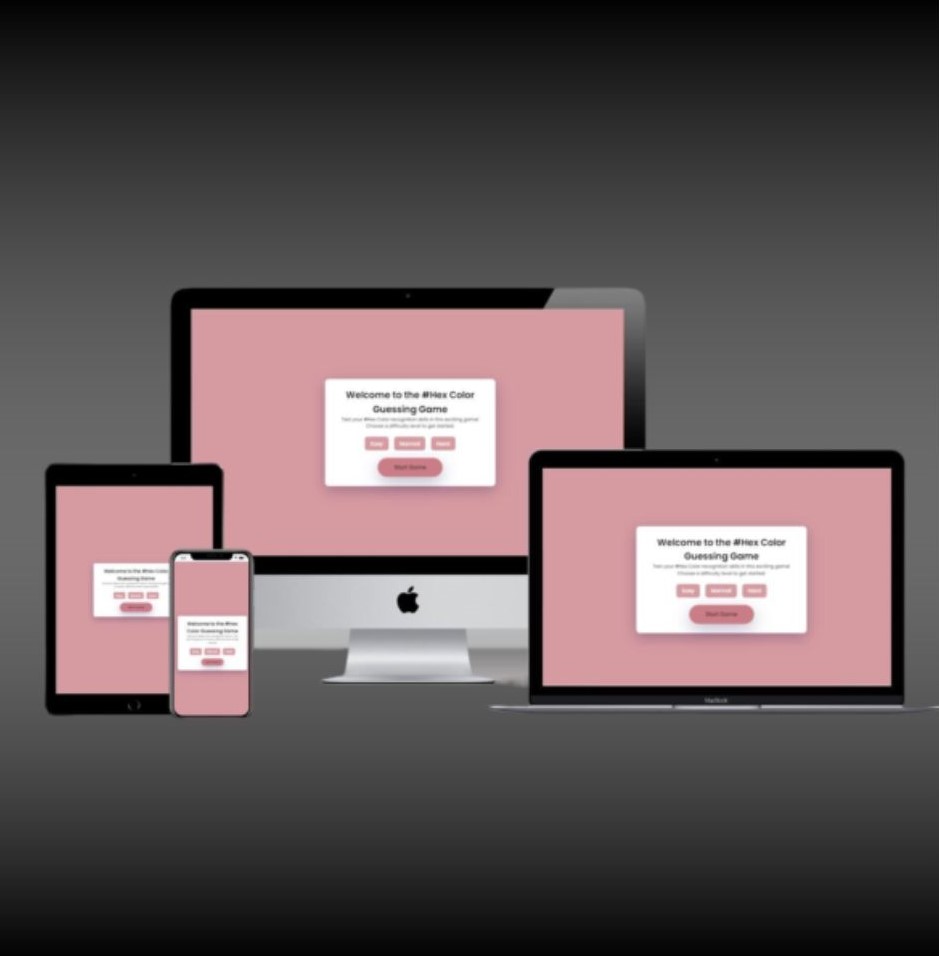 Welcome to the #Hex Color
Guessing Game
Test your #Hex Color recognition skills in this exciting game!
Choose a difficulty level to get started:
Easy Normal Hard
Start Game
Welcome to the #Hex Color
Guessing Game
Test your #Hex Color recognition skills in this exciting game!
Choose a difficulty level to get started:
Easy Normal Hard
Start Game
MacBook
Welcome to the #Hex Colo
Guessing Game
Welcome to the #Hex
Color Guessing Game